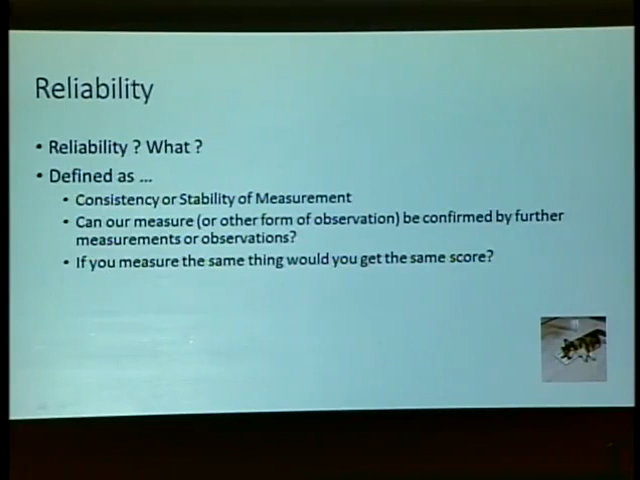 Reliability
• Reliability ? What ?
• Defined as ...
• Consistency or Stability of Measurement
• Can our measure (or other form of observation) be confirmed by further
measurements or observations?
• If you measure the same thing would you get the same score?